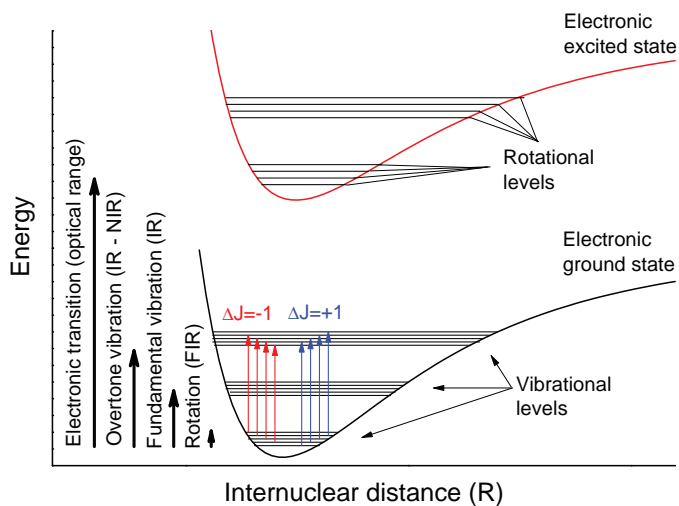 Electronic
excited state
Rotational
levels
Electronic
ground state
ΔJ=-1
ΔJ=+1
Vibrational
levels
Energy
Electronic transition (optical range)
Overtone vibration (IR - NIR)
Fundamental vibration (IR)
Rotation (FIR)
Internuclear distance (R)